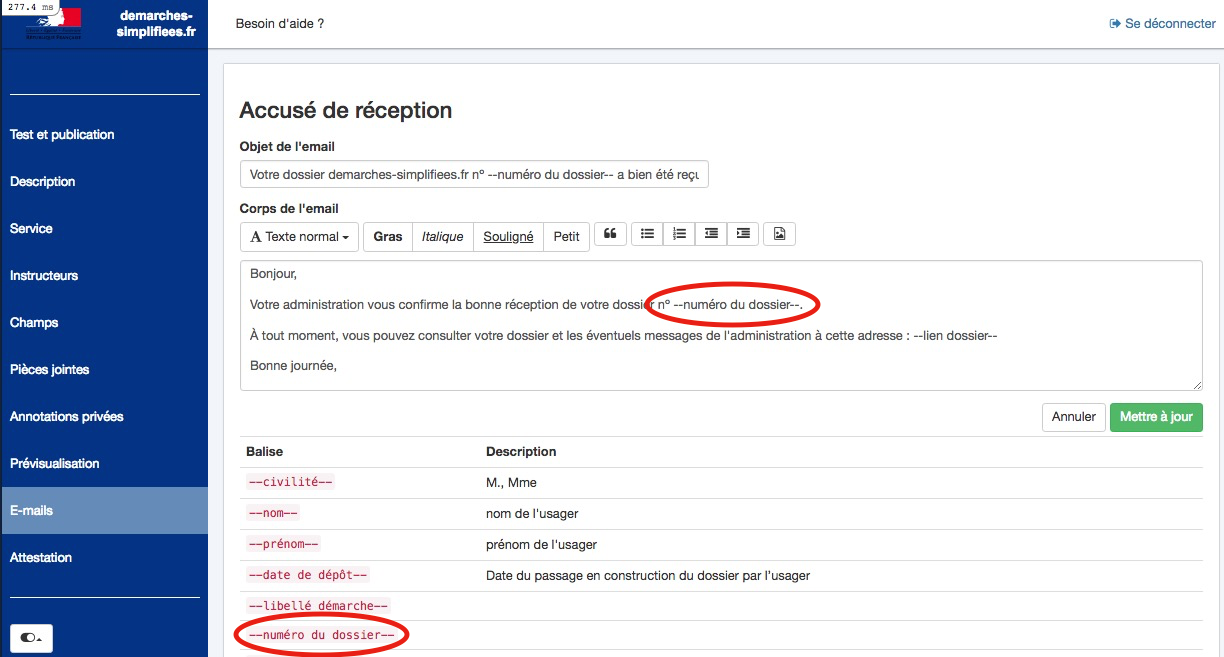 277.4 ms
demarches-
simplifiees.fr
Besoin d'aide ?
Se déconnecter
Test et publication
Description
Service
Instructeurs
Champs
Pièces jointes
Annotations privées
Prévisualisation
E-mails
Attestation
Accusé de réception
Objet de l'email
Votre dossier demarches-simplifiees.fr nº --numéro du dossier-- a bien été reçu
Corps de l'email
A Texte normal Gras Italique Souligné Petit
Bonjour,
Votre administration vous confirme la bonne réception de votre dossier nº --numéro du dossier--.
À tout moment, vous pouvez consulter votre dossier et les éventuels messages de l'administration à cette adresse : --lien dossier--
Bonne journée,
Annuler Mettre à jour
Balise Description
--civilité-- M., Mme
--nom-- nom de l'usager
--prénom-- prénom de l'usager
--date de dépôt-- Date du passage en construction du dossier par l'usager
--libellé démarche--
--numéro du dossier--